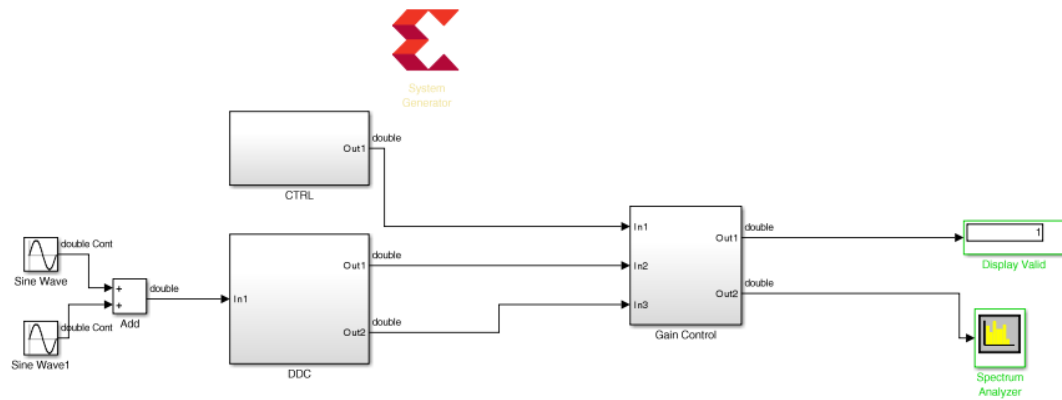 System
Generator
double
Out1
CTRL
double Cont
Sine Wave
+
+
double
Add
double Cont
Sine Wave1
In1
Out1
double
Out2
double
DDC
In1
In2
In3
Out1
double
Out2
double
Gain Control
1
Display Valid
Spectrum
Analyzer